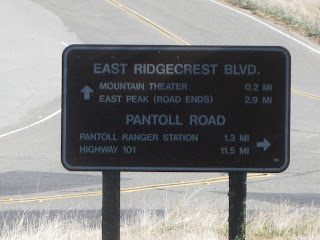 EAST RIDGECREST BLVD.
MOUNTAIN THEATER 0.2 MI
EAST PEAK (ROAD ENDS) 2.9 MI
PANTOLL ROAD
PANTOLL RANGER STATION 1.3 MI
HIGHWAY 101 11.5 MI